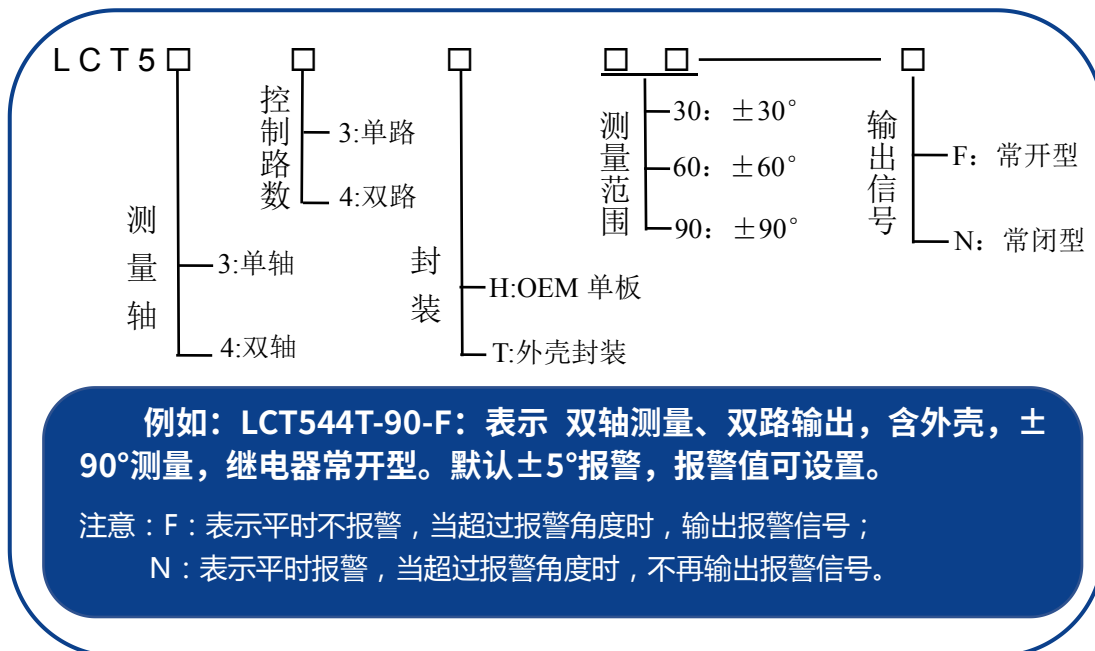 LCT5□ □ □ □ □ □
控制路数
3:单路
4:双路
测量轴
3:单轴
4:双轴
封装
H:OEM 单板
T:外壳封装
测量范围
30：±30°
60：±60°
90：±90°
输出信号
F：常开型
N：常闭型
例如：LCT544T-90-F：表示 双轴测量、双路输出，含外壳，±
90°测量，继电器常开型。默认±5°报警，报警值可设置。
注意：F：表示平时不报警，当超过报警角度时，输出报警信号；
N：表示平时报警，当超过报警角度时，不再输出报警信号。